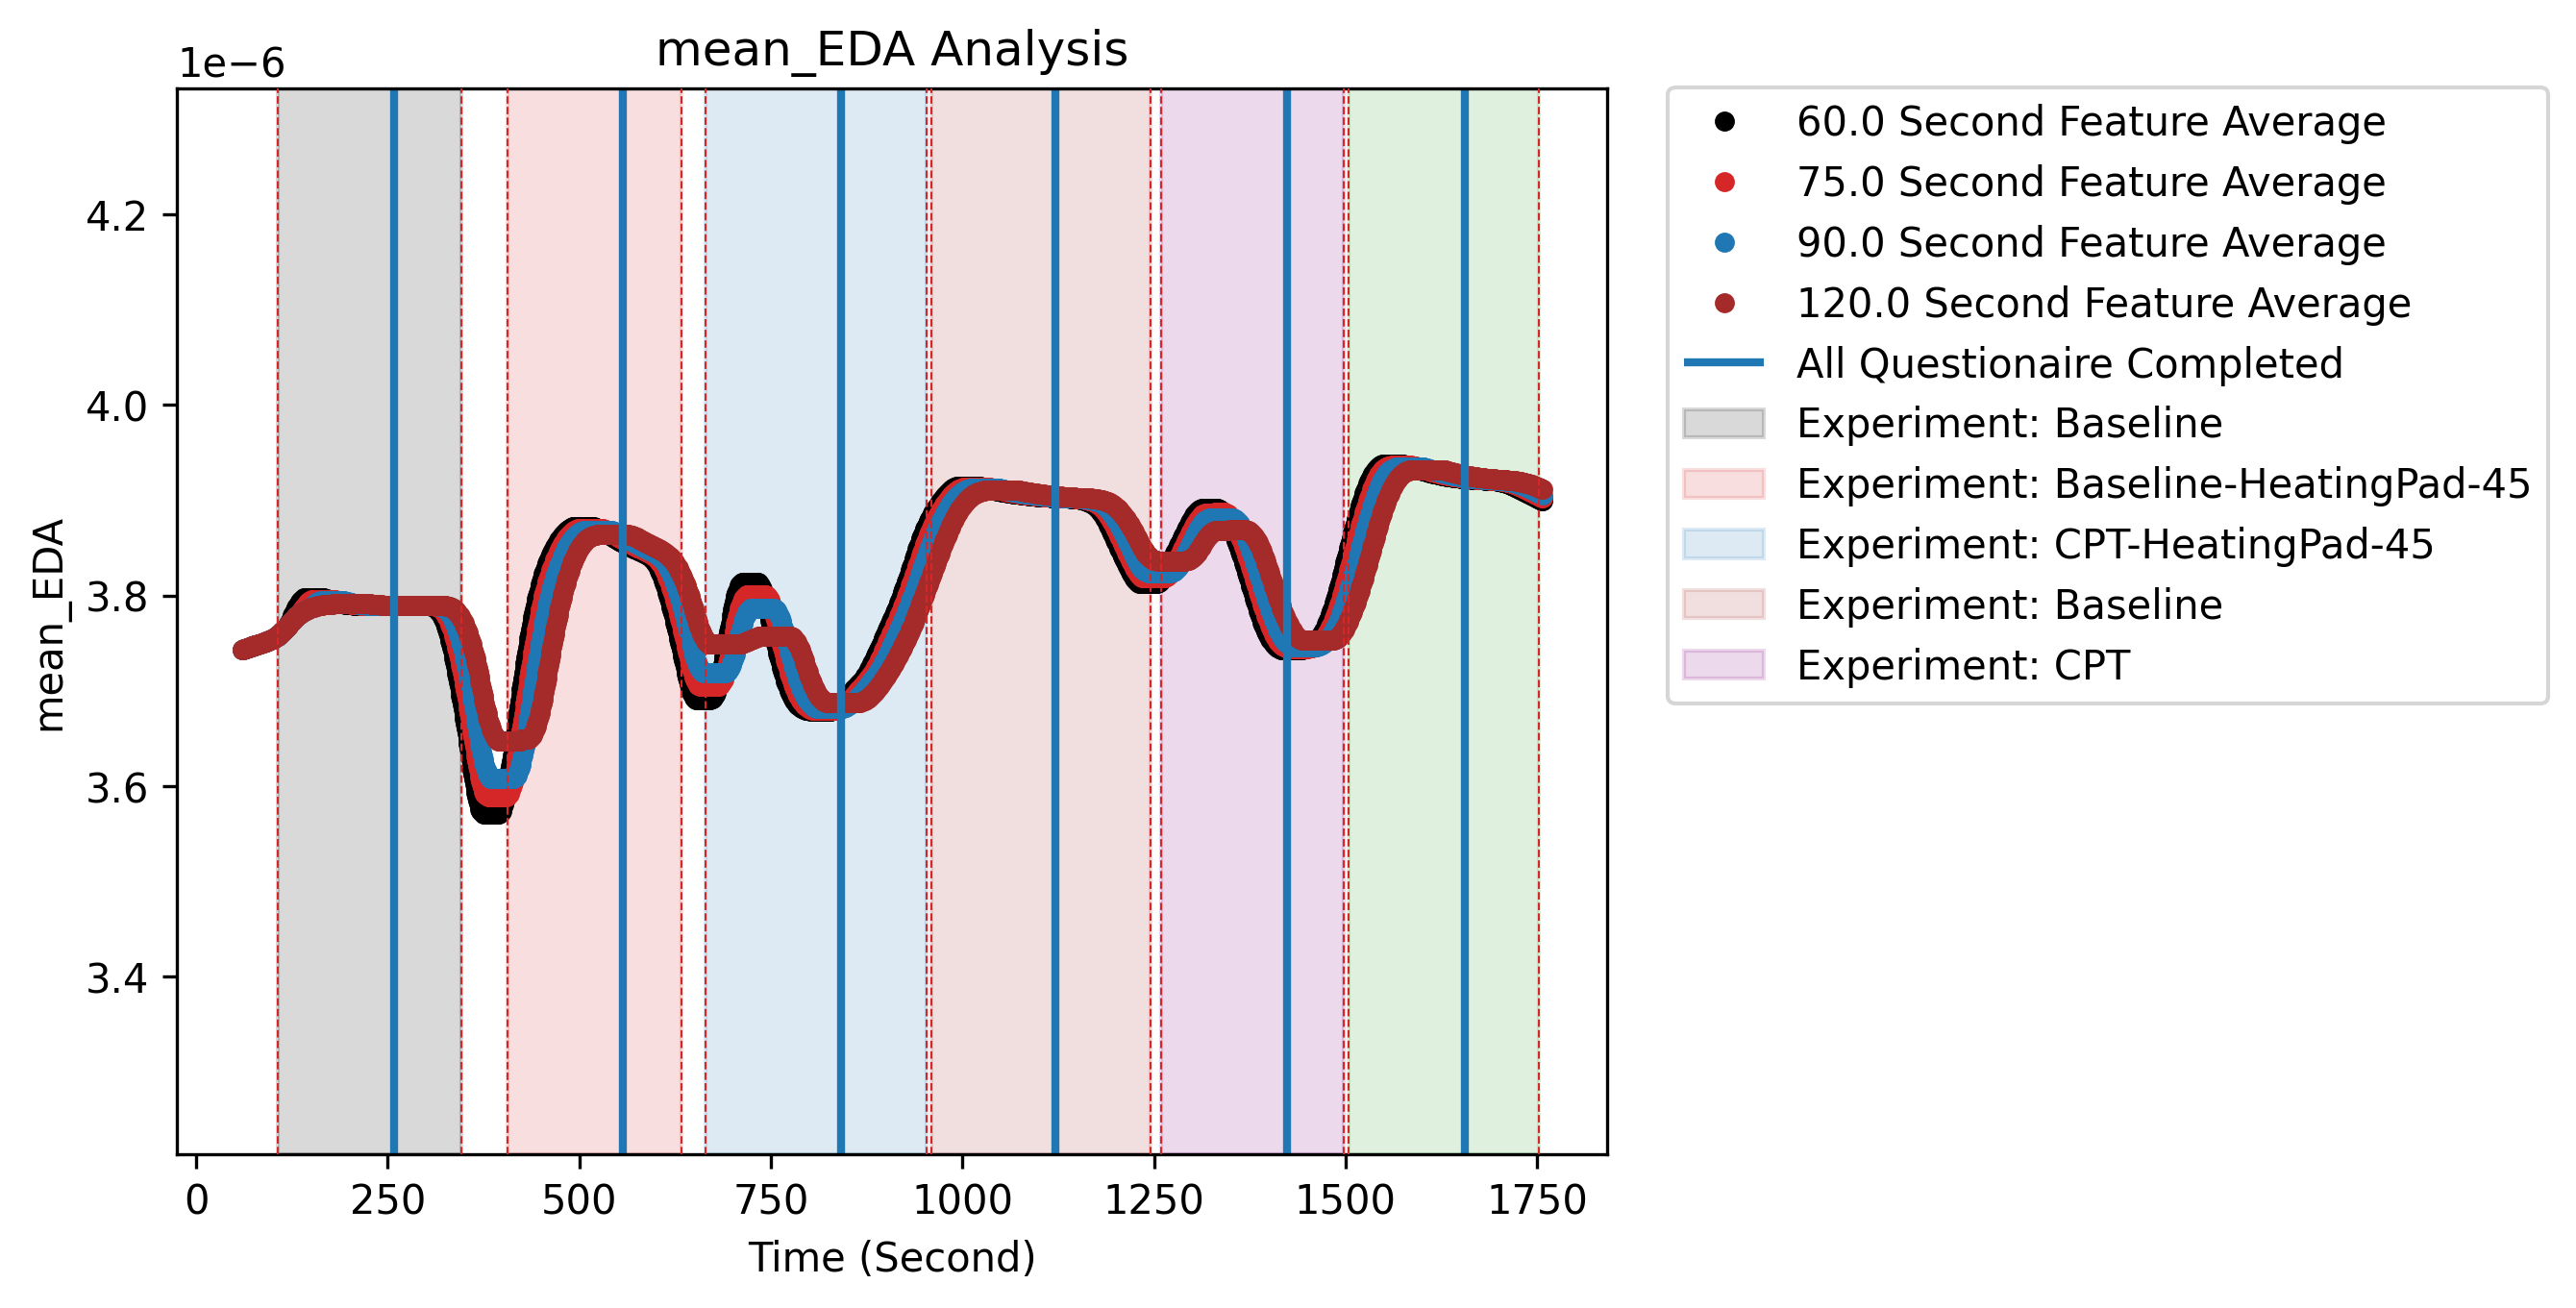 mean_EDA Analysis
1e−6
4.2
4.0
3.8
3.6
3.4
mean_EDA
0 250 500 750 1000 1250 1500 1750
Time (Second)
60.0 Second Feature Average
75.0 Second Feature Average
90.0 Second Feature Average
120.0 Second Feature Average
All Questionaire Completed
Experiment: Baseline
Experiment: Baseline-HeatingPad-45
Experiment: CPT-HeatingPad-45
Experiment: Baseline
Experiment: CPT